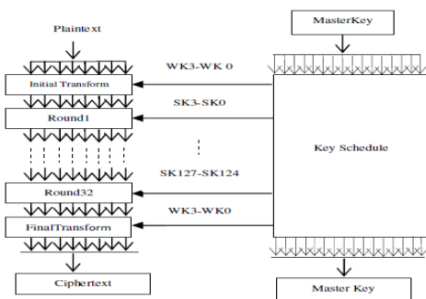 Plaintext
MasterKey
WK3-WK 0
Initial Transform
SK3-SK0
Round1
Key Schedule
SK127-SK124
Round32
WK3-WK0
FinalTransform
Ciphertext
Master Key